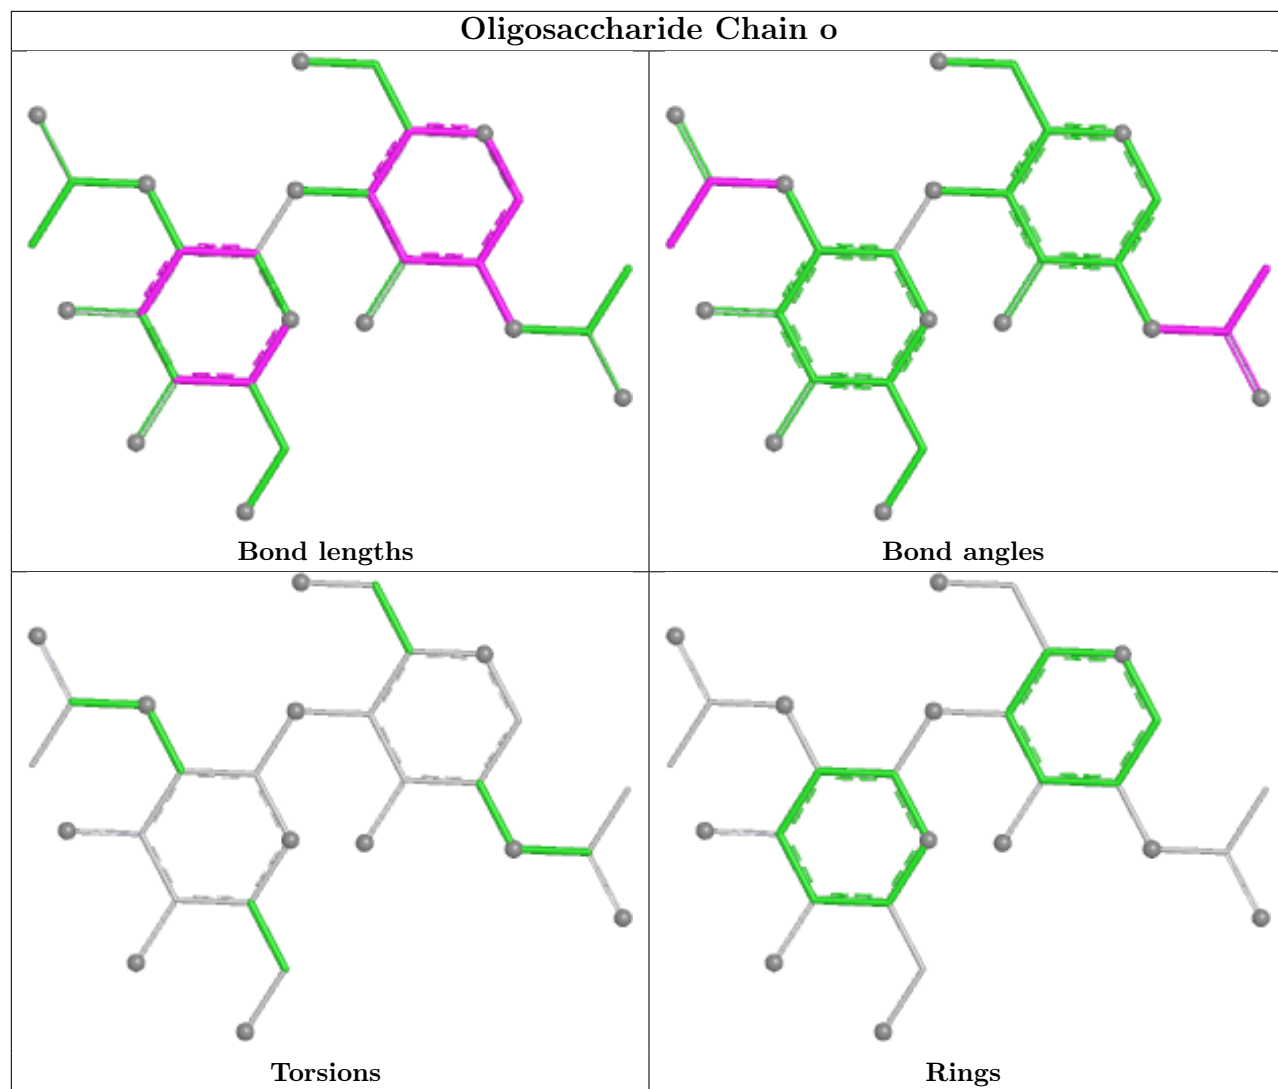 Oligosaccharide Chain o
Bond lengths
Bond angles
Torsions
Rings